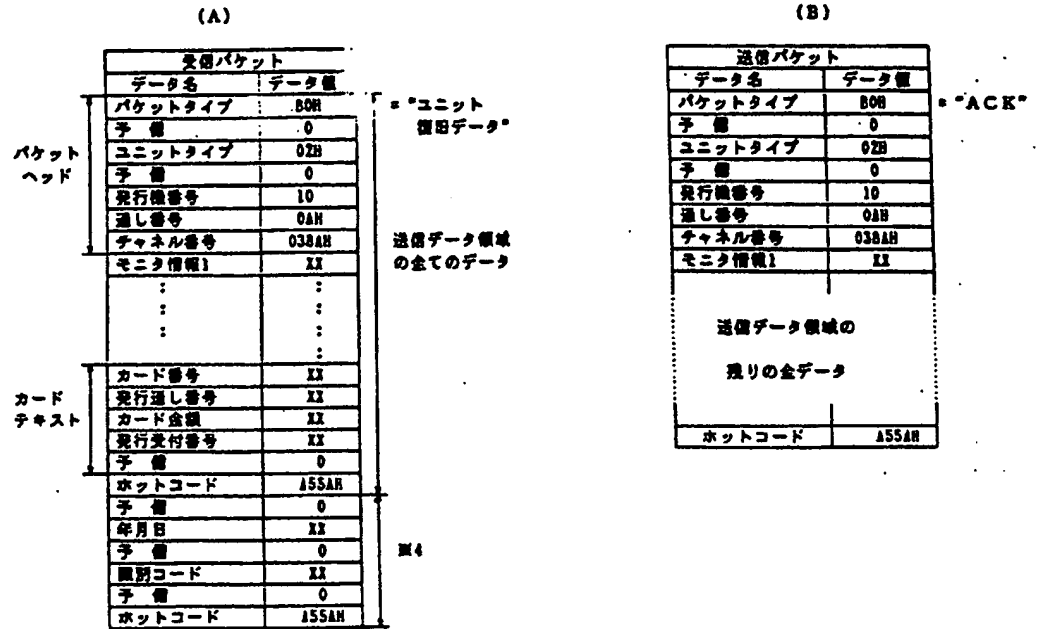 (A)
受信パケット
データ名 データ値
パケットタイプ B0H
予 備 0
ユニットタイプ 02H
予 備 0
発行機番号 10
通し番号 0AH
チャネル番号 038AH
モニタ情報1 XX
: :
: :
: :
:
カード番号 XX
発行通し番号 XX
カード金額 XX
発行受付番号 XX
予 備 0
ホットコード A55AH
予 備 0
年月日 XX
予 備 0
識別コード XX
予 備 0
ホットコード A55AH
パケット
ヘッド
カード
テキスト
= "ユニット
復旧データ"
送信データ領域
の全てのデータ
※4
(B)
送信パケット
データ名 データ値
パケットタイプ B0H
予 備 0
ユニットタイプ 02H
予 備 0
発行機番号 10
通し番号 0AH
チャネル番号 038AH
モニタ情報1 XX
送信データ領域の
残りの全データ
ホットコード A55AH
= "ACK"